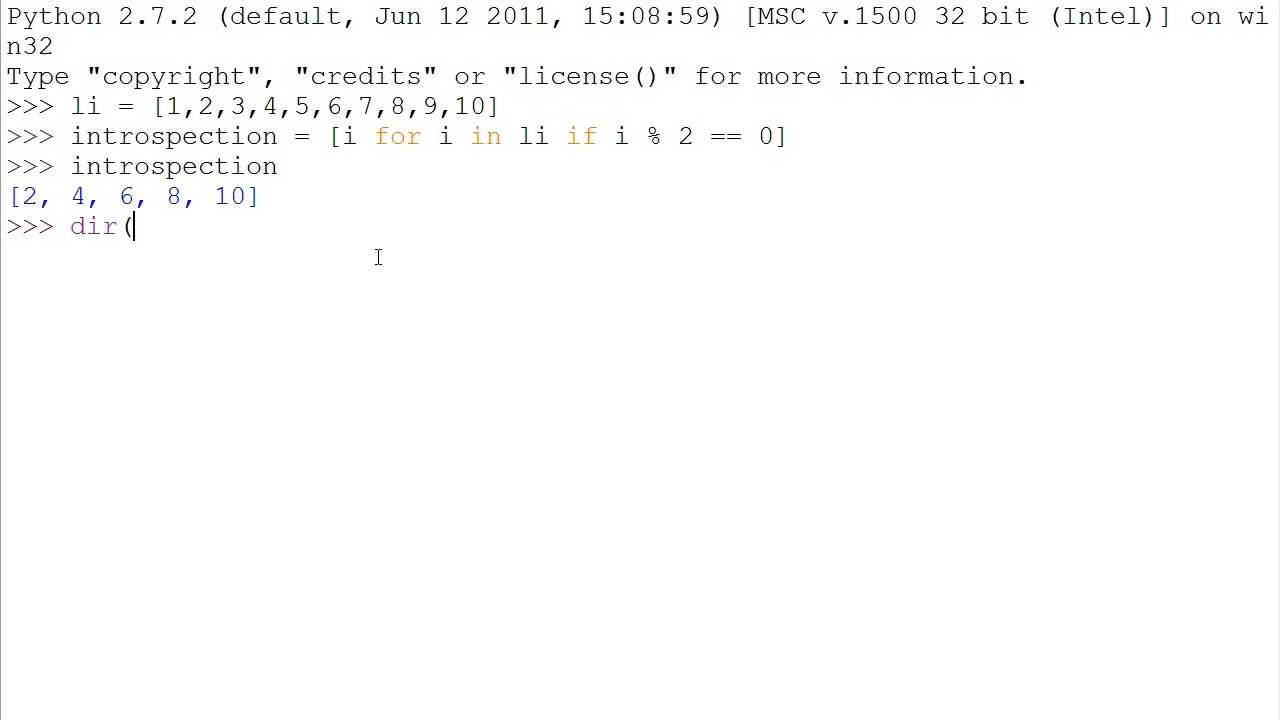 Python 2.7.2 (default, Jun 12 2011, 15:08:59) [MSC v.1500 32 bit (Intel)] on wi
n32
Type "copyright", "credits" or "license()" for more information.
>>> li = [1,2,3,4,5,6,7,8,9,10]
>>> introspection = [i for i in li if i % 2 == 0]
>>> introspection
[2, 4, 6, 8, 10]
>>> dir(